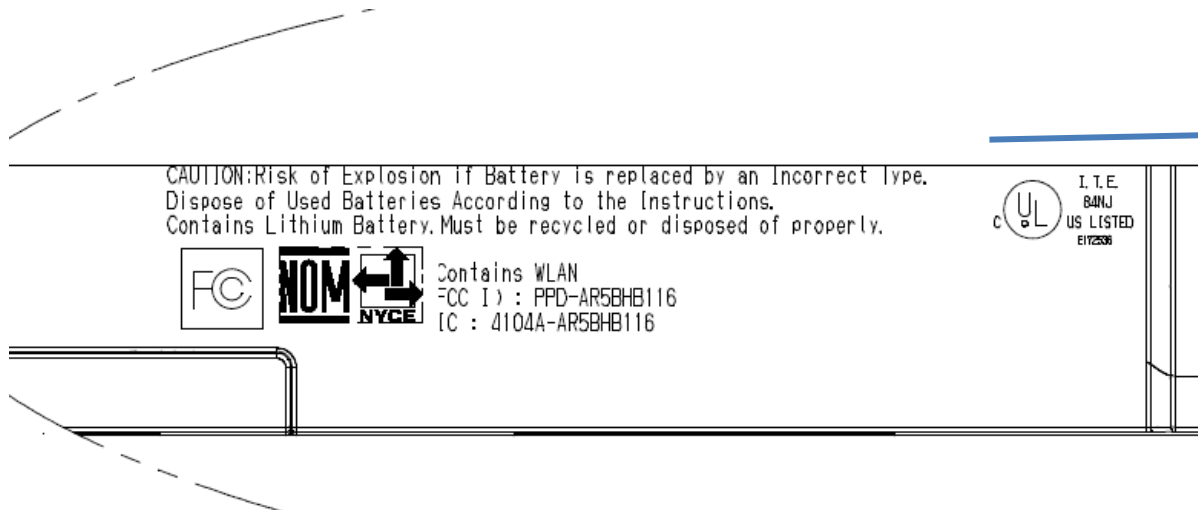 CAUTION:Risk of Explosion if Battery is replaced by an Incorrect Type.
Dispose of Used Batteries According to the Instructions.
Contains Lithium Battery. Must be recycled or disposed of properly.
FC
NOM
NYCE
Contains WLAN
FCC ID : PPD-AR5BHB116
IC : 4104A-AR5BHB116
C UL US LISTED
I.T.E.
84NJ
E172536